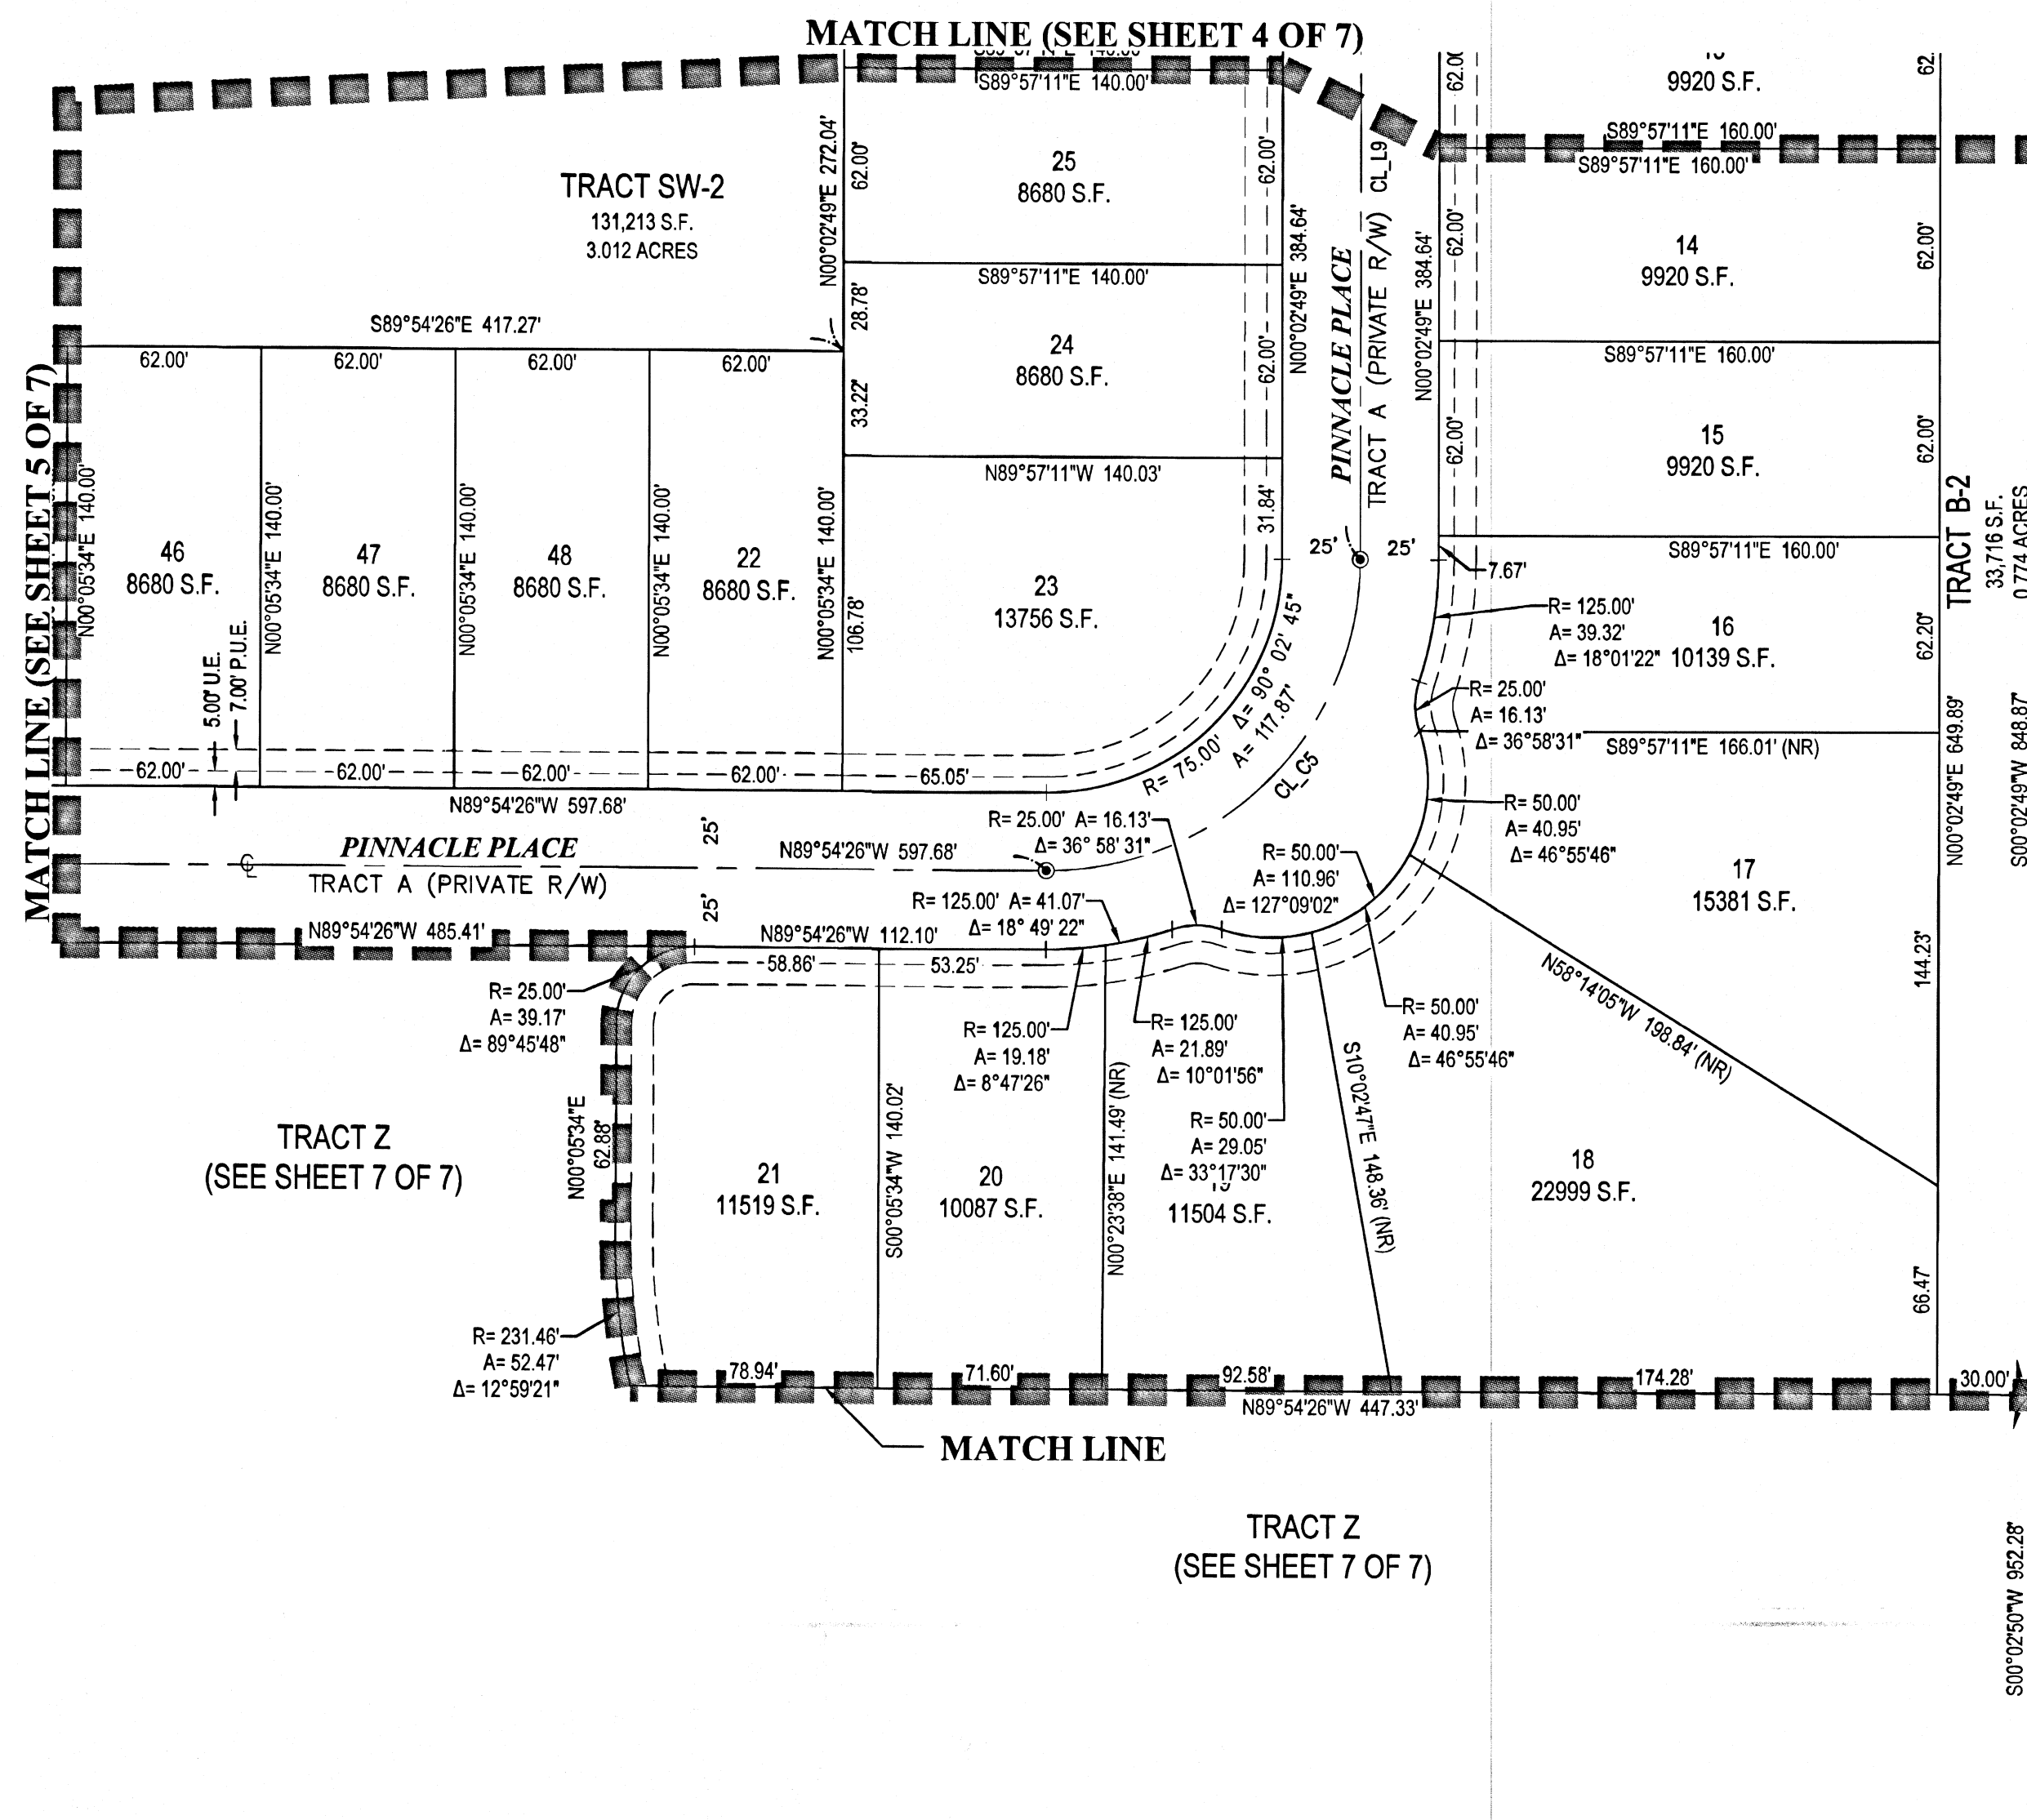 MATCH LINE (SEE SHEET 4 OF 7)
S89°57'11"E 140.00'
9920 S.F.
62.00'
62.
S89°57'11"E 160.00'
S89°57'11"E 160.00'
TRACT SW-2
131,213 S.F.
3.012 ACRES
N00°02'49"E 272.04'
62.00'
25
8680 S.F.
62.00'
N00°02'49"E 384.64'
PINNACLE PLACE
TRACT A (PRIVATE R/W)
CL_L9
N00°02'49"E 384.64'
62.00'
14
9920 S.F.
62.00'
S89°57'11"E 140.00'
28.78'
S89°54'26"E 417.27'
24
8680 S.F.
62.00'
33.22'
S89°57'11"E 160.00'
62.00'
15
9920 S.F.
62.00'
62.00'
62.00'
62.00'
62.00'
MATCH LINE (SEE SHEET 5 OF 7)
N00°05'34"E 140.00'
46
8680 S.F.
N00°05'34"E 140.00'
47
8680 S.F.
N00°05'34"E 140.00'
48
8680 S.F.
N00°05'34"E 140.00'
22
8680 S.F.
N00°05'34"E 140.00'
106.78'
N89°57'11"W 140.03'
31.84'
23
13756 S.F.
25'
25'
S89°57'11"E 160.00'
7.67'
TRACT B-2
33,716 S.F.
0.774 ACRES
R= 125.00'
A= 39.32'
Δ= 18°01'22"
16
10139 S.F.
62.20'
R= 25.00'
A= 16.13'
Δ= 36°58'31"
S89°57'11"E 166.01' (NR)
N00°02'49"E 649.89'
S00°02'49"W 848.87'
5.00' U.E.
7.00' P.U.E.
62.00'
62.00'
62.00'
62.00'
65.05'
R= 75.00'
A= 117.87'
Δ= 90° 02' 45"
CL_C5
N89°54'26"W 597.68'
R= 50.00'
A= 40.95'
Δ= 46°55'46"
17
15381 S.F.
PINNACLE PLACE
TRACT A (PRIVATE R/W)
25'
25'
N89°54'26"W 597.68'
R= 25.00' A= 16.13'
Δ= 36° 58' 31"
R= 50.00'
A= 110.96'
Δ= 127°09'02"
R= 125.00' A= 41.07'
Δ= 18° 49' 22"
N89°54'26"W 485.41'
N89°54'26"W 112.10'
58.86'
53.25'
144.23'
N58°14'05"W 198.84' (NR)
R= 25.00'
A= 39.17'
Δ= 89°45'48"
R= 125.00'
A= 19.18'
Δ= 8°47'26"
R= 125.00'
A= 21.89'
Δ= 10°01'56"
R= 50.00'
A= 40.95'
Δ= 46°55'46"
R= 50.00'
A= 29.05'
Δ= 33°17'30"
TRACT Z
(SEE SHEET 7 OF 7)
N00°05'34"E
62.88'
21
11519 S.F.
S00°05'34"W 140.02'
20
10087 S.F.
N00°23'38"E 141.49' (NR)
19
11504 S.F.
S10°02'47"E 148.36' (NR)
18
22999 S.F.
66.47'
R= 231.46'
A= 52.47'
Δ= 12°59'21"
78.94'
71.60'
92.58'
174.28'
30.00'
N89°54'26"W 447.33'
MATCH LINE
TRACT Z
(SEE SHEET 7 OF 7)
S00°02'50"W 952.28'